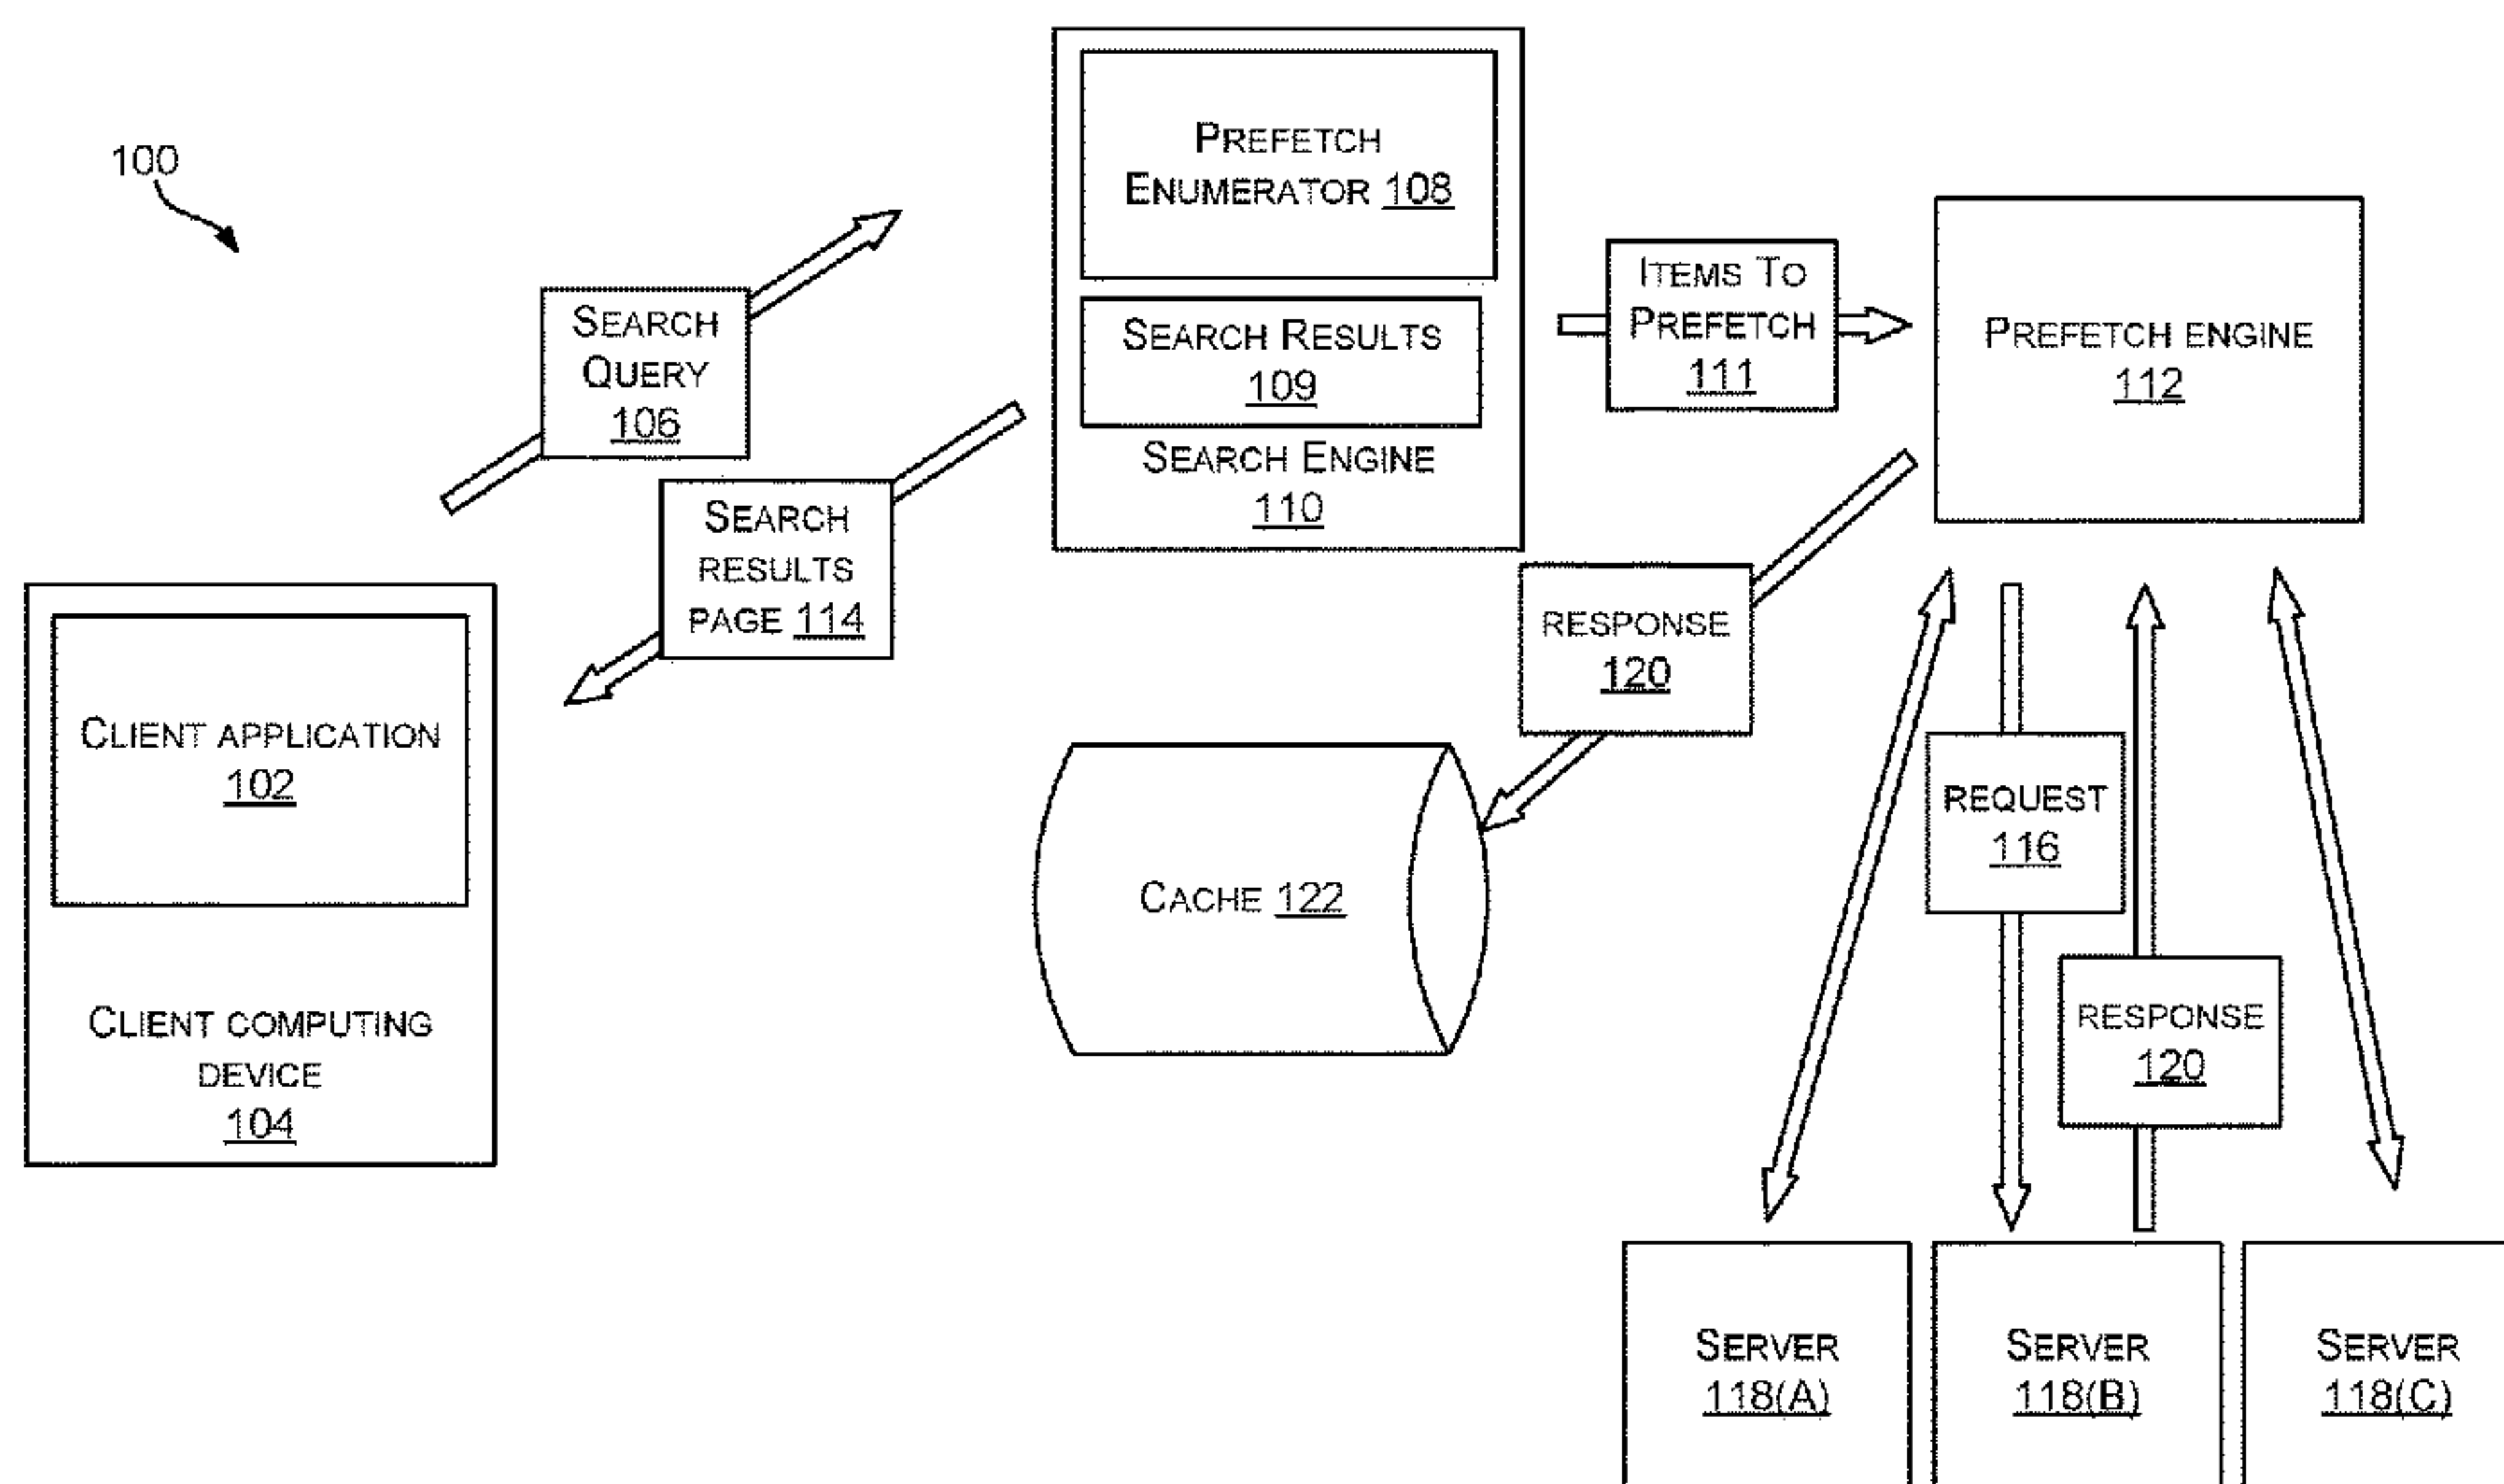 100
PREFETCH
ENUMERATOR 108
SEARCH RESULTS
109
SEARCH ENGINE
110
SEARCH
QUERY
106
SEARCH
RESULTS
PAGE 114
ITEMS TO
PREFETCH
111
PREFETCH ENGINE
112
CLIENT APPLICATION
102
CLIENT COMPUTING
DEVICE
104
RESPONSE
120
CACHE 122
REQUEST
116
RESPONSE
120
SERVER
118(A)
SERVER
118(B)
SERVER
118(C)